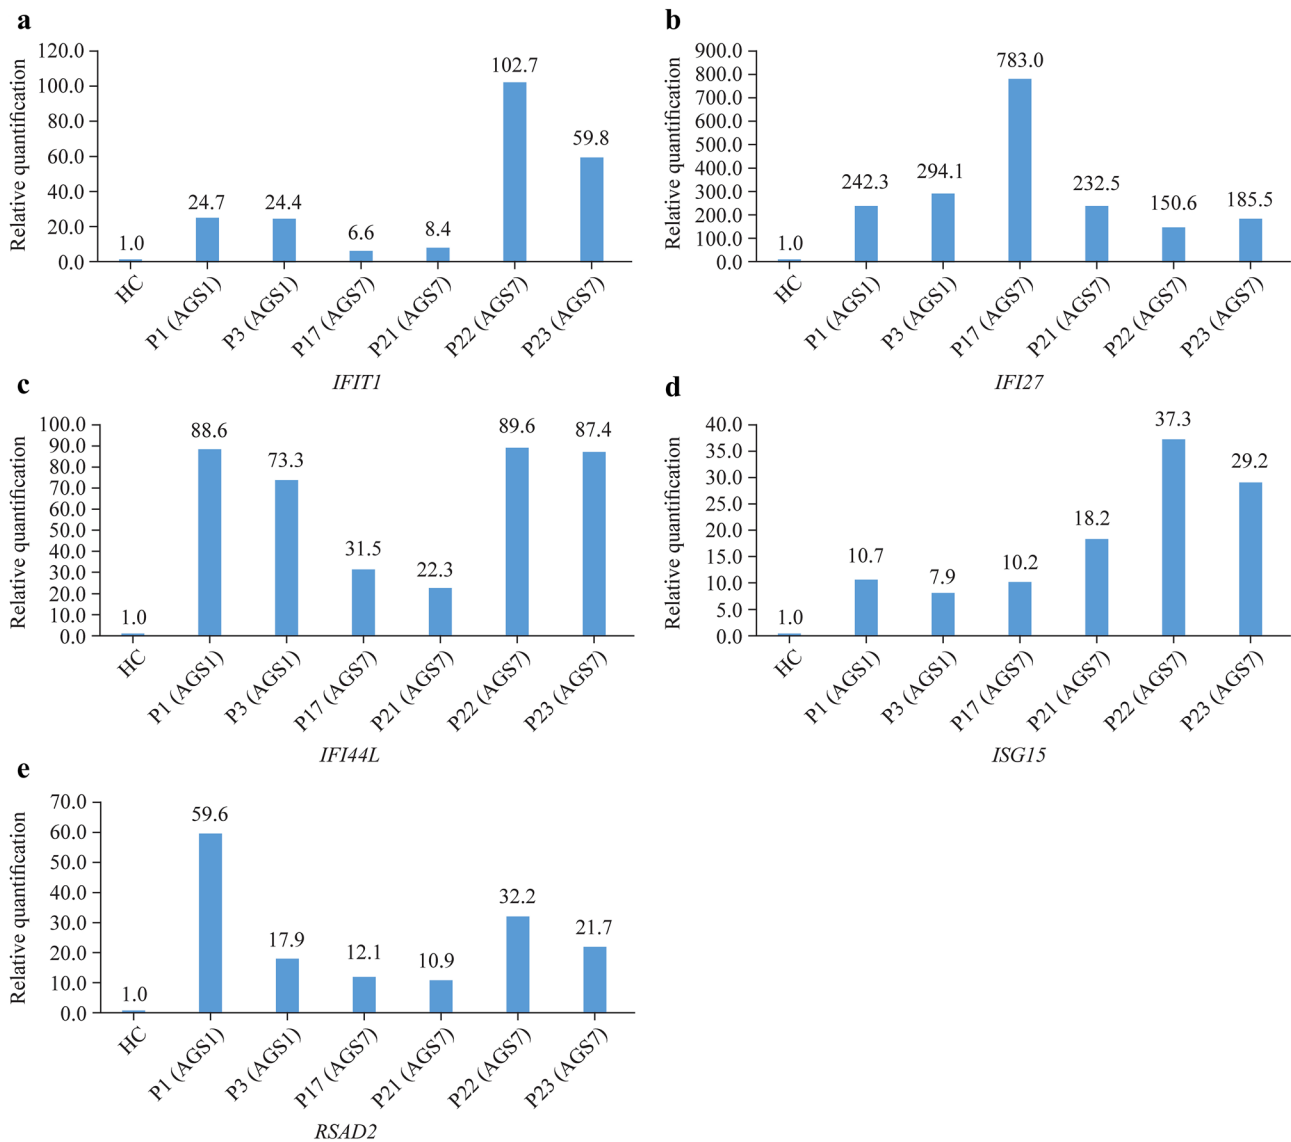 a
Relative quantification
120.0
100.0
80.0
60.0
40.0
20.0
0.0
1.0
24.7
24.4
6.6
8.4
102.7
59.8
HC
P1 (AGS1)
P3 (AGS1)
P17 (AGS7)
P21 (AGS7)
P22 (AGS7)
P23 (AGS7)
IFIT1
b
Relative quantification
900.0
800.0
700.0
600.0
500.0
400.0
300.0
200.0
100.0
0.0
1.0
242.3
294.1
783.0
232.5
150.6
185.5
HC
P1 (AGS1)
P3 (AGS1)
P17 (AGS7)
P21 (AGS7)
P22 (AGS7)
P23 (AGS7)
IFI27
c
Relative quantification
100.0
90.0
80.0
70.0
60.0
50.0
40.0
30.0
20.0
10.0
0.0
1.0
88.6
73.3
31.5
22.3
89.6
87.4
HC
P1 (AGS1)
P3 (AGS1)
P17 (AGS7)
P21 (AGS7)
P22 (AGS7)
P23 (AGS7)
IFI44L
d
Relative quantification
40.0
35.0
30.0
25.0
20.0
15.0
10.0
5.0
0.0
1.0
10.7
7.9
10.2
18.2
37.3
29.2
HC
P1 (AGS1)
P3 (AGS1)
P17 (AGS7)
P21 (AGS7)
P22 (AGS7)
P23 (AGS7)
ISG15
e
Relative quantification
70.0
60.0
50.0
40.0
30.0
20.0
10.0
0.0
1.0
59.6
17.9
12.1
10.9
32.2
21.7
HC
P1 (AGS1)
P3 (AGS1)
P17 (AGS7)
P21 (AGS7)
P22 (AGS7)
P23 (AGS7)
RSAD2